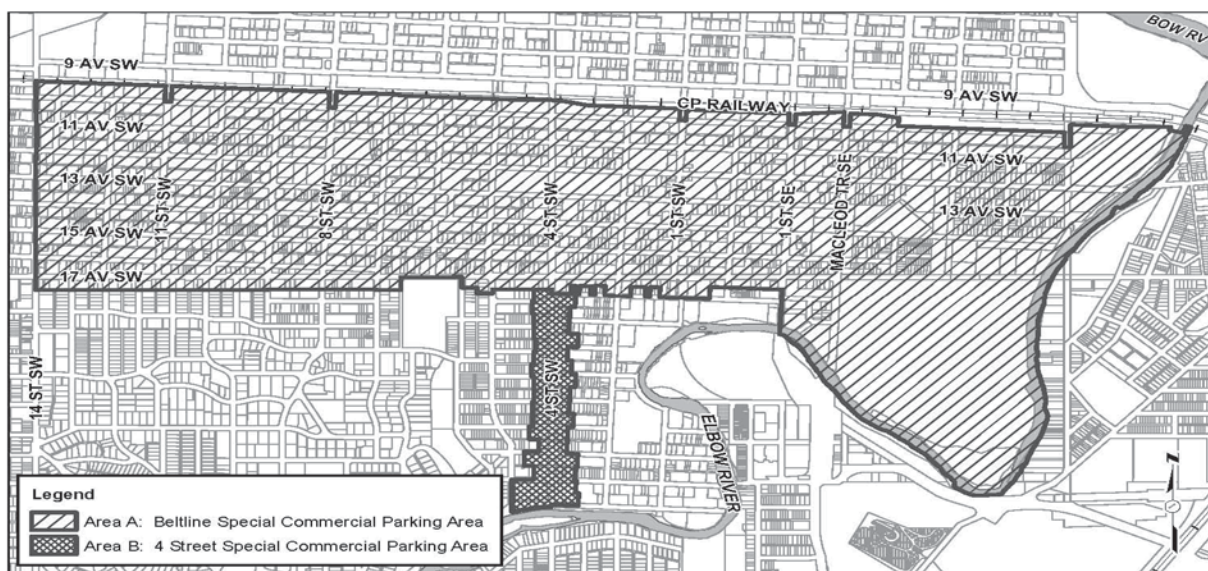 BOW RV
9 AV SW
CP RAILWAY
9 AV SW
11 AV SW
11 AV SW
13 AV SW
13 AV SW
15 AV SW
17 AV SW
11 ST SW
8 ST SW
4 ST SW
1 ST SW
1 ST SE
MACLEOD TR SE
14 ST SW
4 ST SW
ELBOW RIVER
Legend
Area A: Beltline Special Commercial Parking Area
Area B: 4 Street Special Commercial Parking Area
N